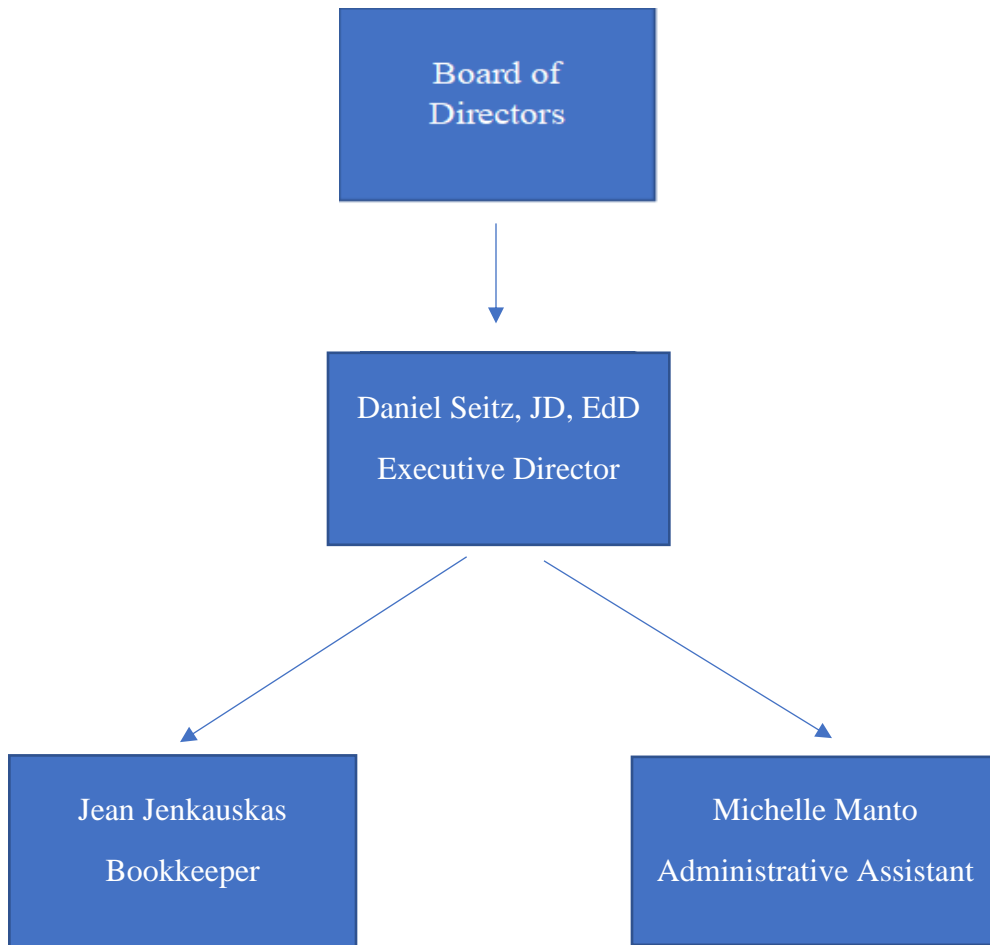 Board of
Directors
Daniel Seitz, JD, EdD
Executive Director
Jean Jenkauskas
Bookkeeper
Michelle Manto
Administrative Assistant